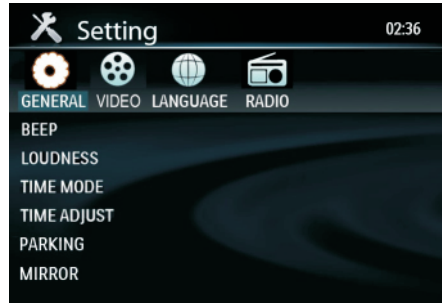 Setting 02:36
GENERAL VIDEO LANGUAGE RADIO
BEEP
LOUDNESS
TIME MODE
TIME ADJUST
PARKING
MIRROR